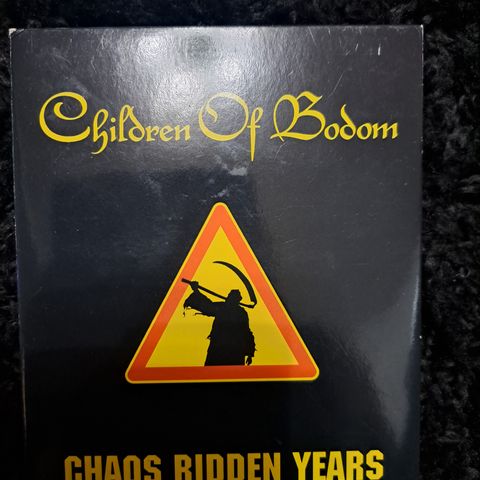 Children Of Bodom
CHAOS RIDDEN YEARS